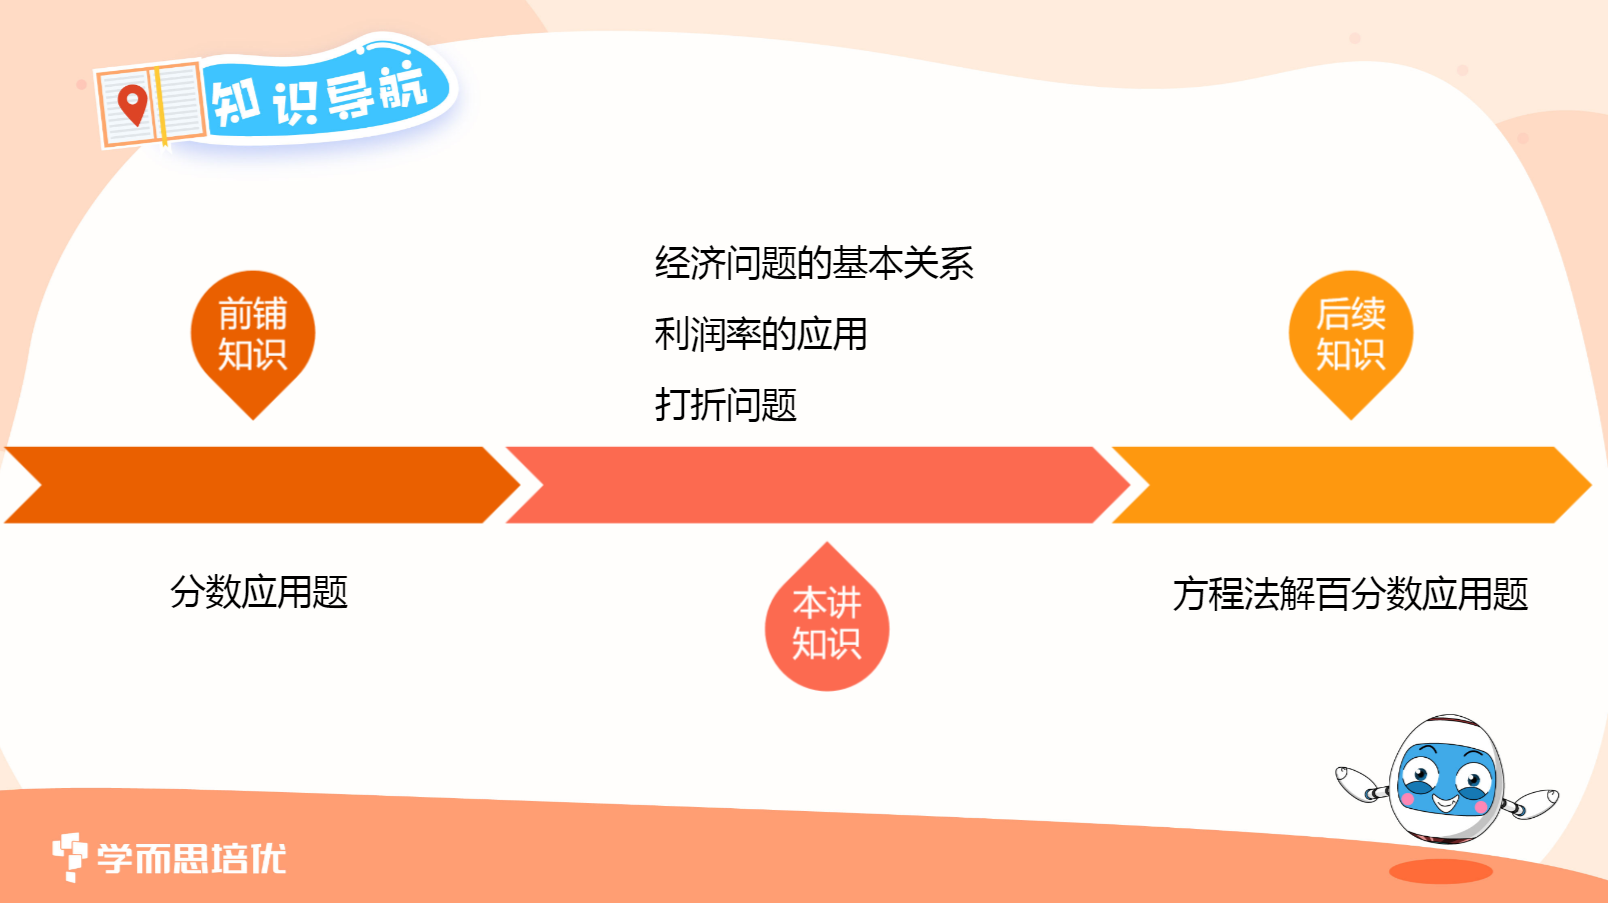 知识导航
前铺
知识
分数应用题
经济问题的基本关系
利润率的应用
打折问题
本讲
知识
后续
知识
方程法解百分数应用题
学而思培优